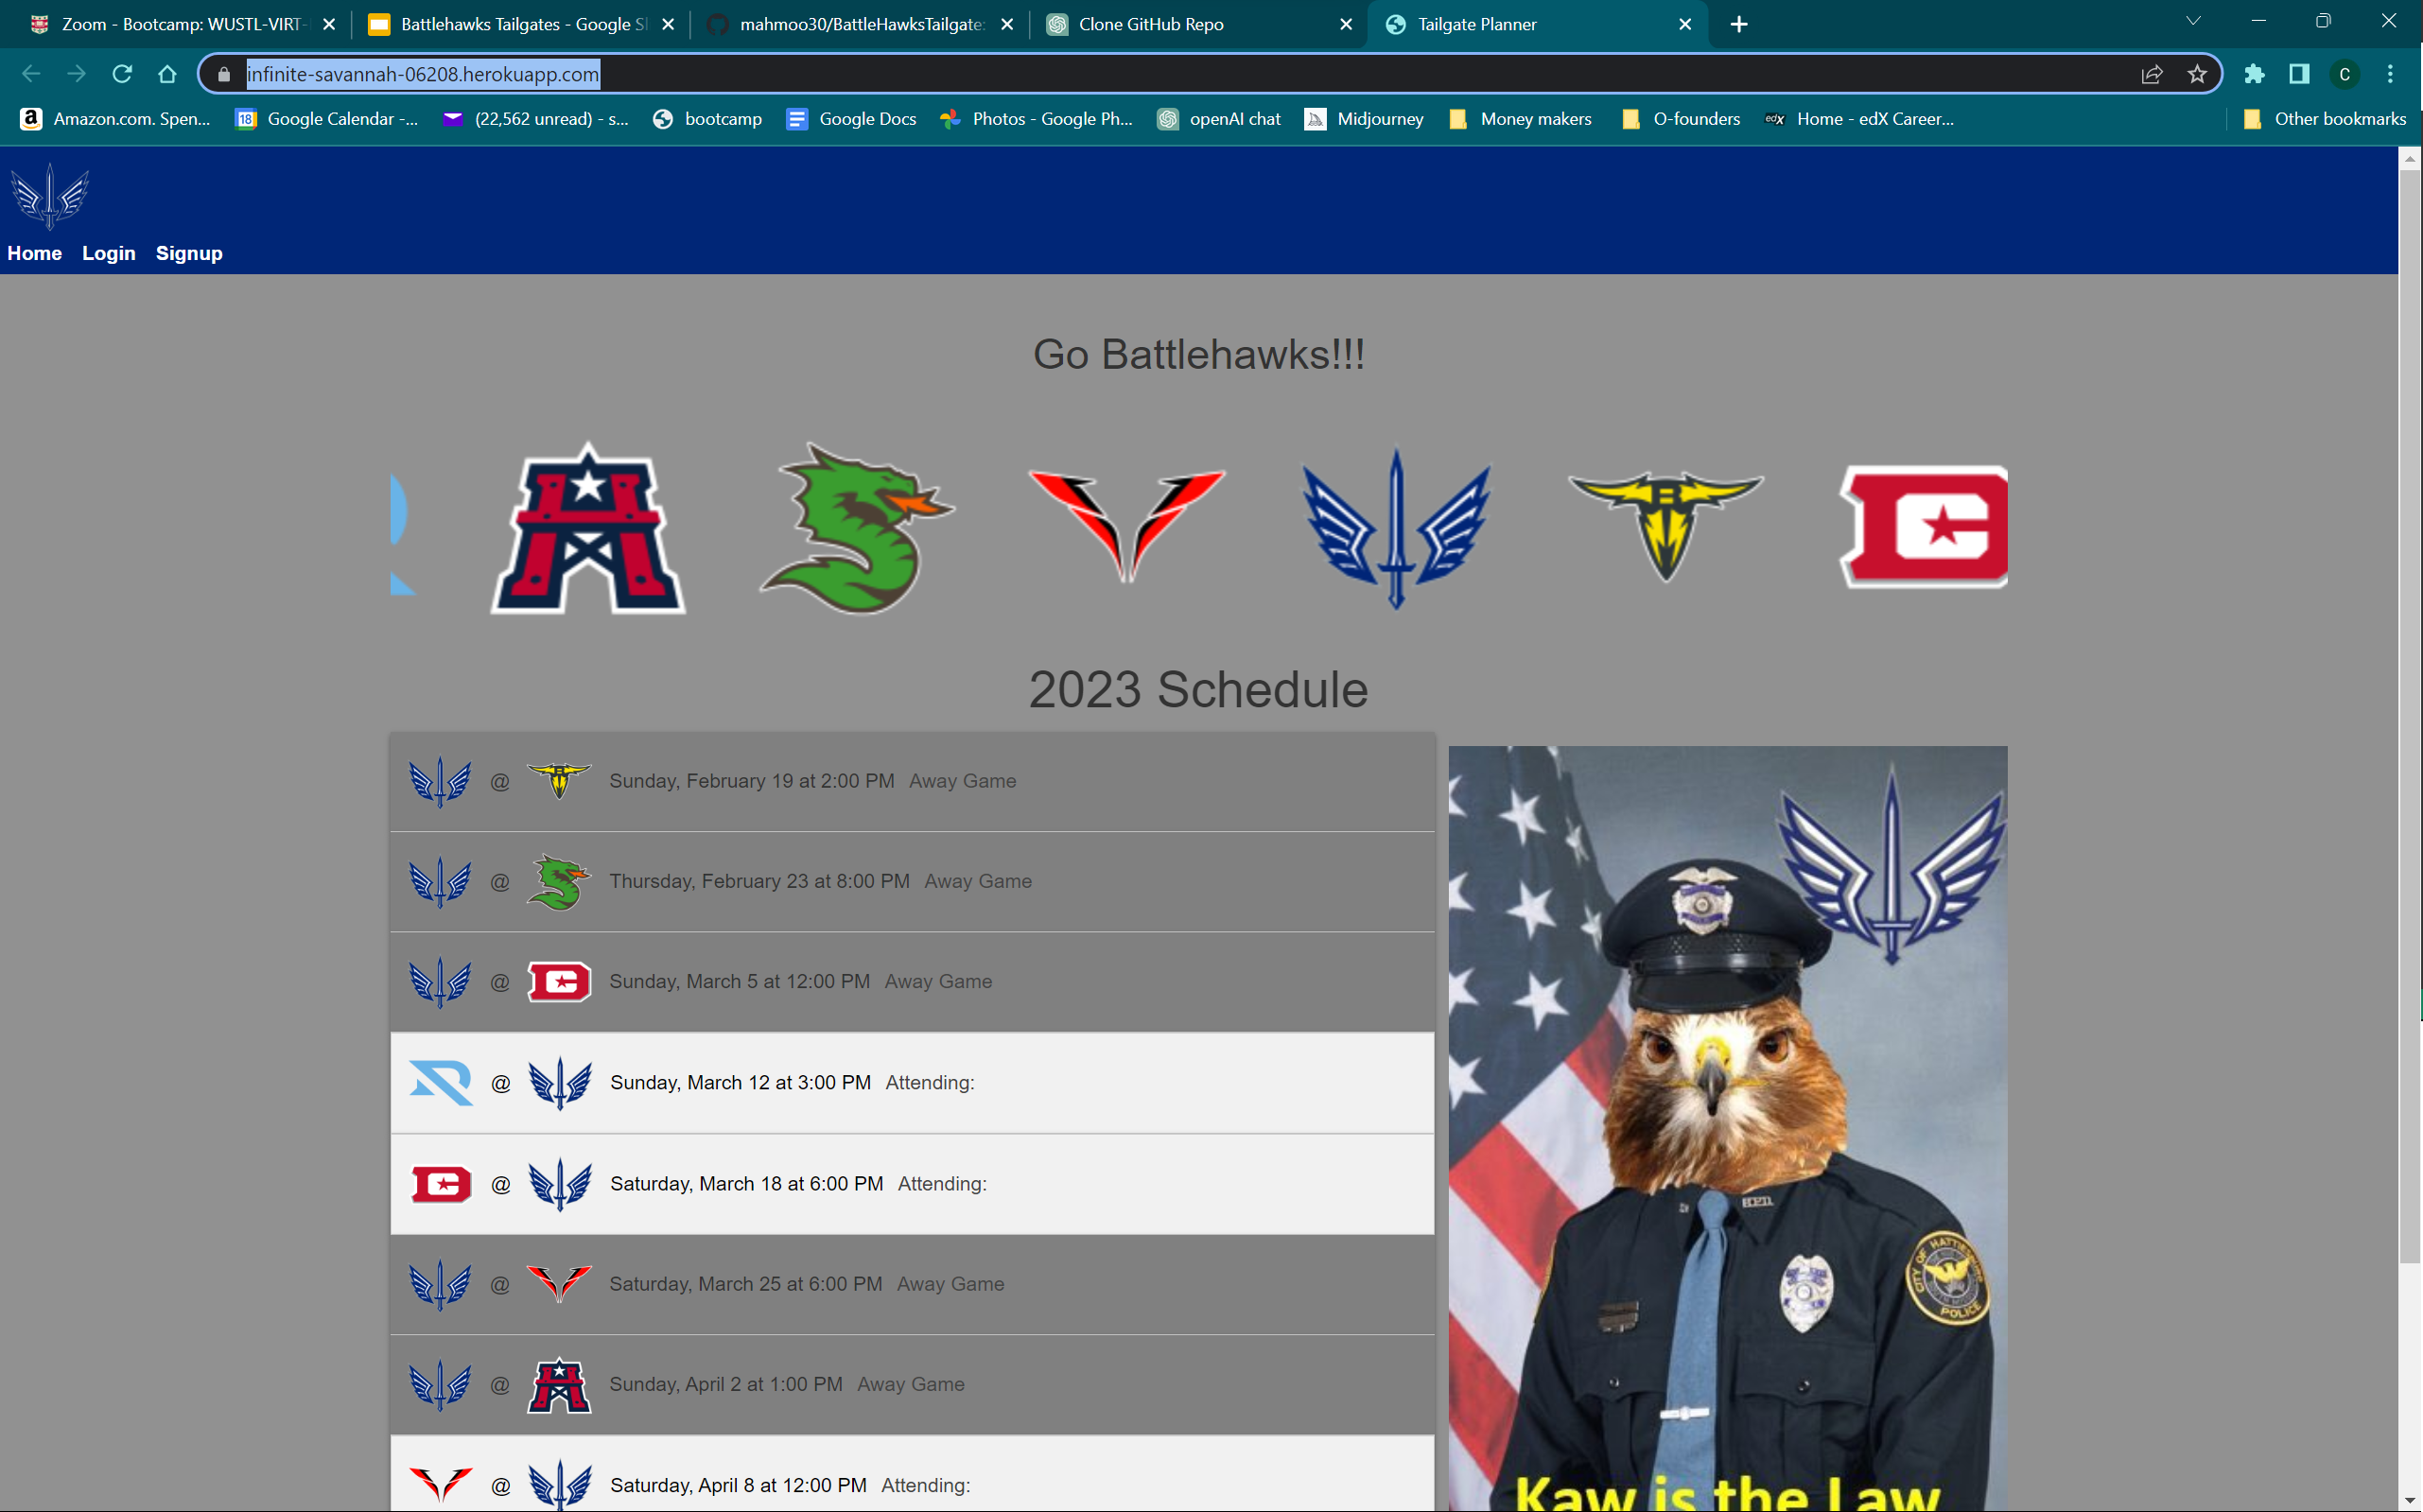 Zoom - Bootcamp: WUSTL-VIRT-
Battlehawks Tailgates - Google Sl
mahmoo30/BattleHawksTailgate:
Clone GitHub Repo
Tailgate Planner
infinite-savannah-06208.herokuapp.com
C
Amazon.com. Spen...
18
Google Calendar -...
(22,562 unread) - s...
bootcamp
Google Docs
Photos - Google Ph...
openAI chat
Midjourney
Money makers
O-founders
edX
Home - edX Career...
Other bookmarks
Home Login Signup
Go Battlehawks!!!
2023 Schedule
@ Sunday, February 19 at 2:00 PM Away Game
@ Thursday, February 23 at 8:00 PM Away Game
@ Sunday, March 5 at 12:00 PM Away Game
@ Sunday, March 12 at 3:00 PM Attending:
@ Saturday, March 18 at 6:00 PM Attending:
@ Saturday, March 25 at 6:00 PM Away Game
@ Sunday, April 2 at 1:00 PM Away Game
@ Saturday, April 8 at 12:00 PM Attending:
H.P.D.
CITY OF HATTIESBURG
POLICE
Kaw is the Law